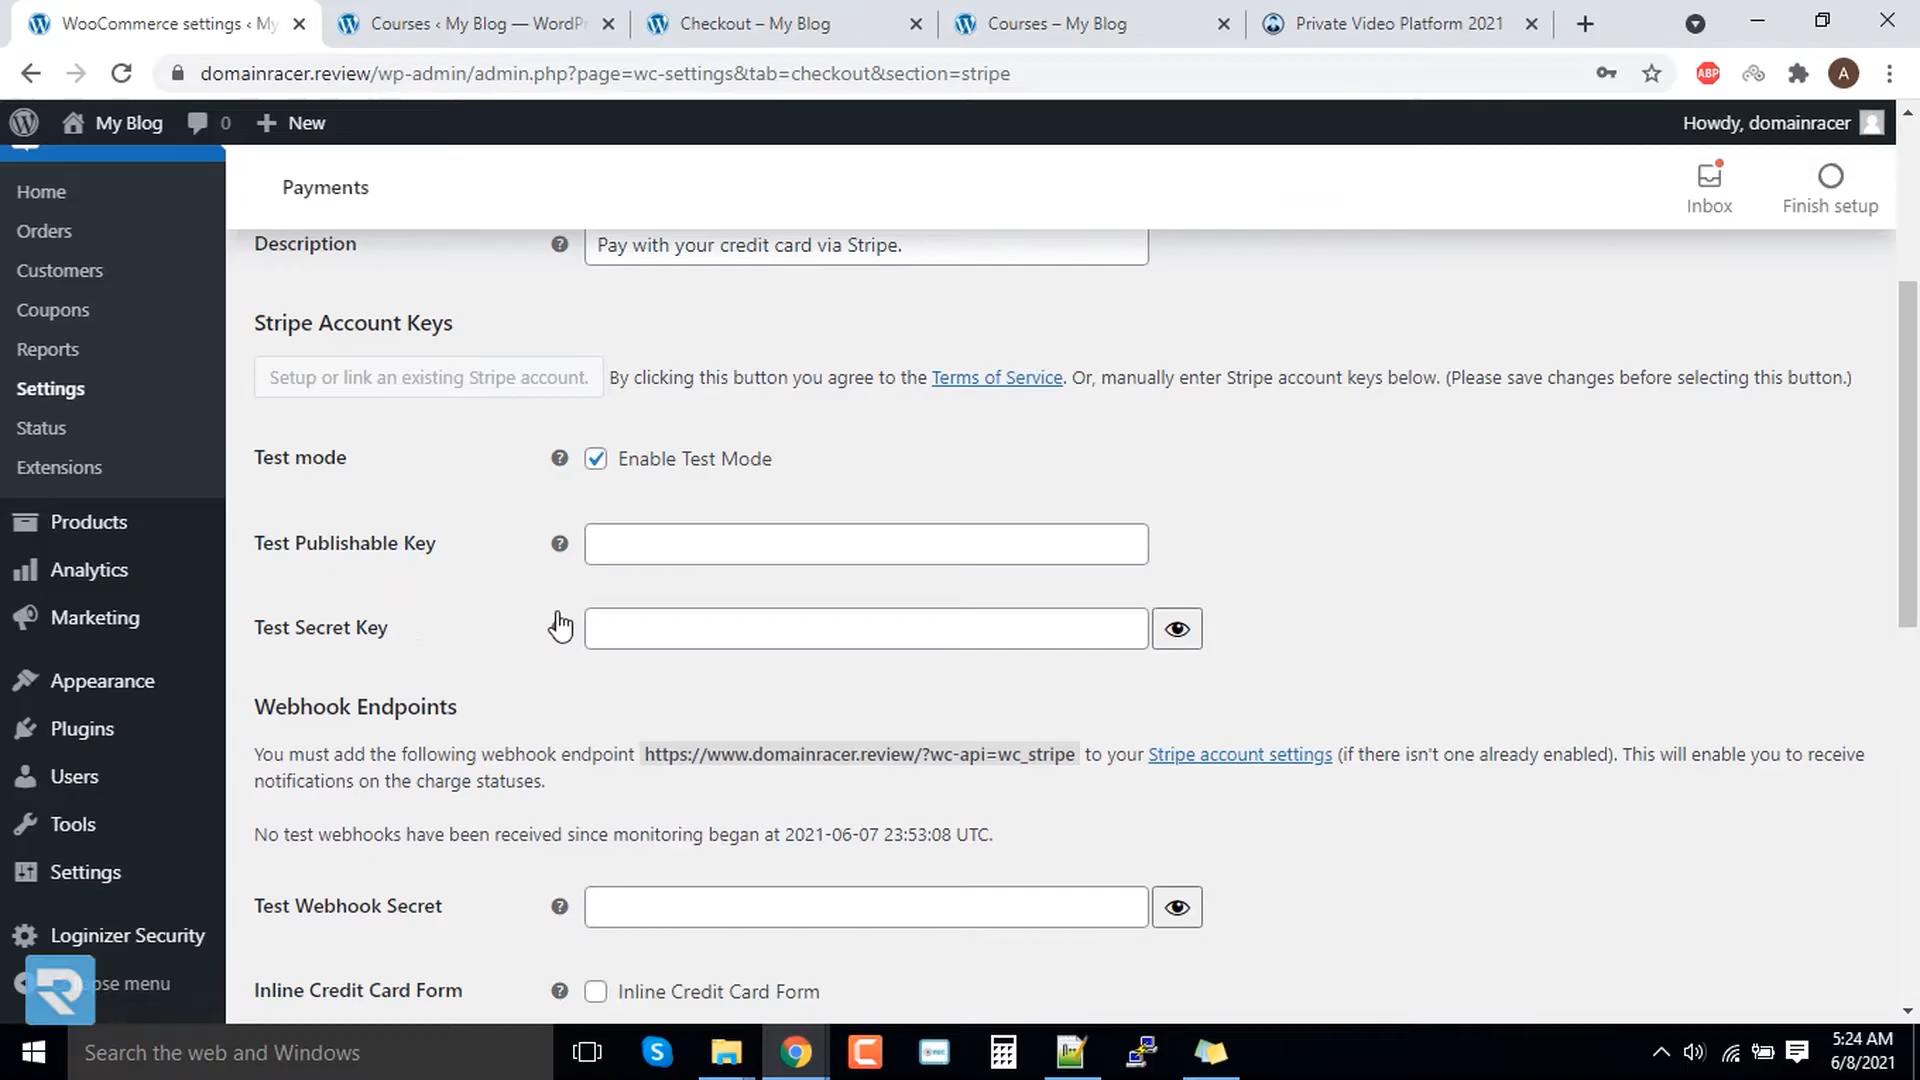 WooCommerce settings ‹ My
Courses ‹ My Blog — WordPr
Checkout – My Blog
Courses – My Blog
Private Video Platform 2021
domainracer.review/wp-admin/admin.php?page=wc-settings&tab=checkout&section=stripe
ABP
A
My Blog
0
New
Howdy, domainracer
Payments
Inbox
Finish setup
Home
Orders
Customers
Coupons
Reports
Settings
Status
Extensions
Products
Analytics
Marketing
Appearance
Plugins
Users
Tools
Settings
Loginizer Security
pse menu
Description
Pay with your credit card via Stripe.
Stripe Account Keys
Setup or link an existing Stripe account. By clicking this button you agree to the Terms of Service. Or, manually enter Stripe account keys below. (Please save changes before selecting this button.)
Test mode
Enable Test Mode
Test Publishable Key
Test Secret Key
Webhook Endpoints
You must add the following webhook endpoint https://www.domainracer.review/?wc-api=wc_stripe to your Stripe account settings (if there isn't one already enabled). This will enable you to receive
notifications on the charge statuses.
No test webhooks have been received since monitoring began at 2021-06-07 23:53:08 UTC.
Test Webhook Secret
Inline Credit Card Form
Inline Credit Card Form
Search the web and Windows
5:24 AM
6/8/2021